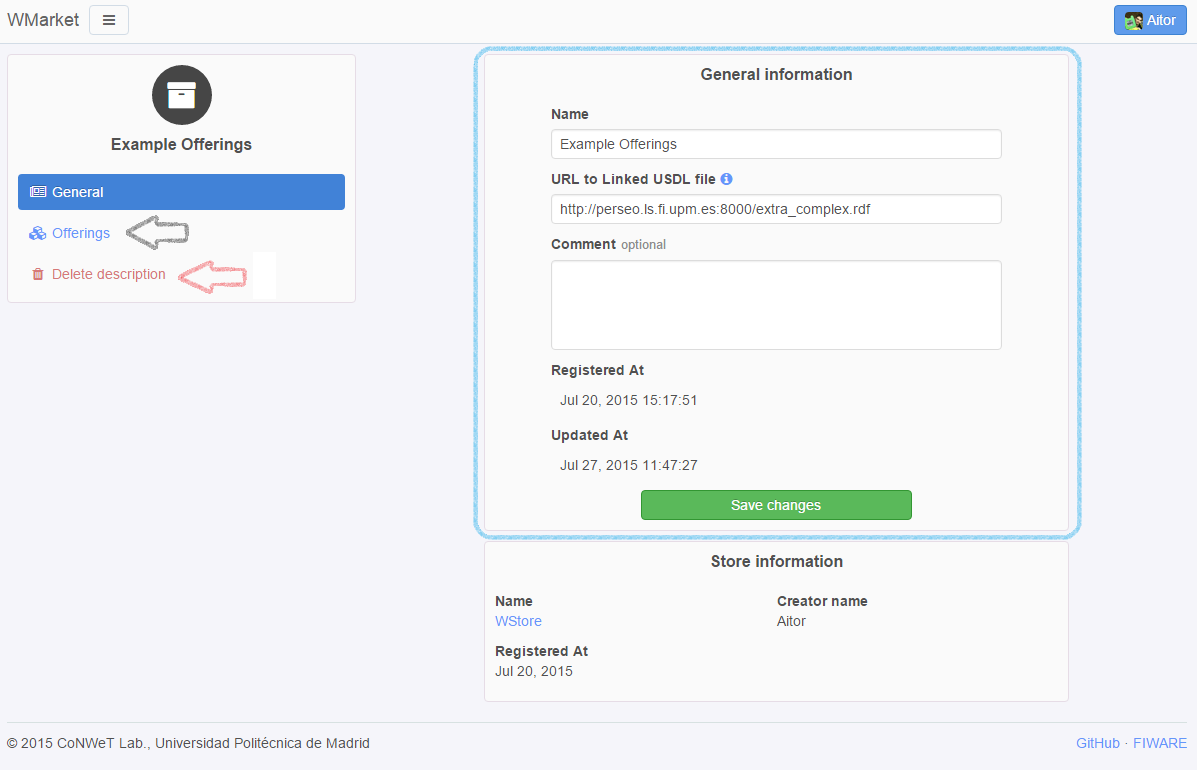 WMarket
Aitor
Example Offerings
General
Offerings
Delete description
General information
Name
Example Offerings
URL to Linked USDL file
http://perseo.ls.fi.upm.es:8000/extra_complex.rdf
Comment optional
Registered At
Jul 20, 2015 15:17:51
Updated At
Jul 27, 2015 11:47:27
Save changes
Store information
Name
WStore
Creator name
Aitor
Registered At
Jul 20, 2015
© 2015 CoNWeT Lab., Universidad Politécnica de Madrid
GitHub · FIWARE